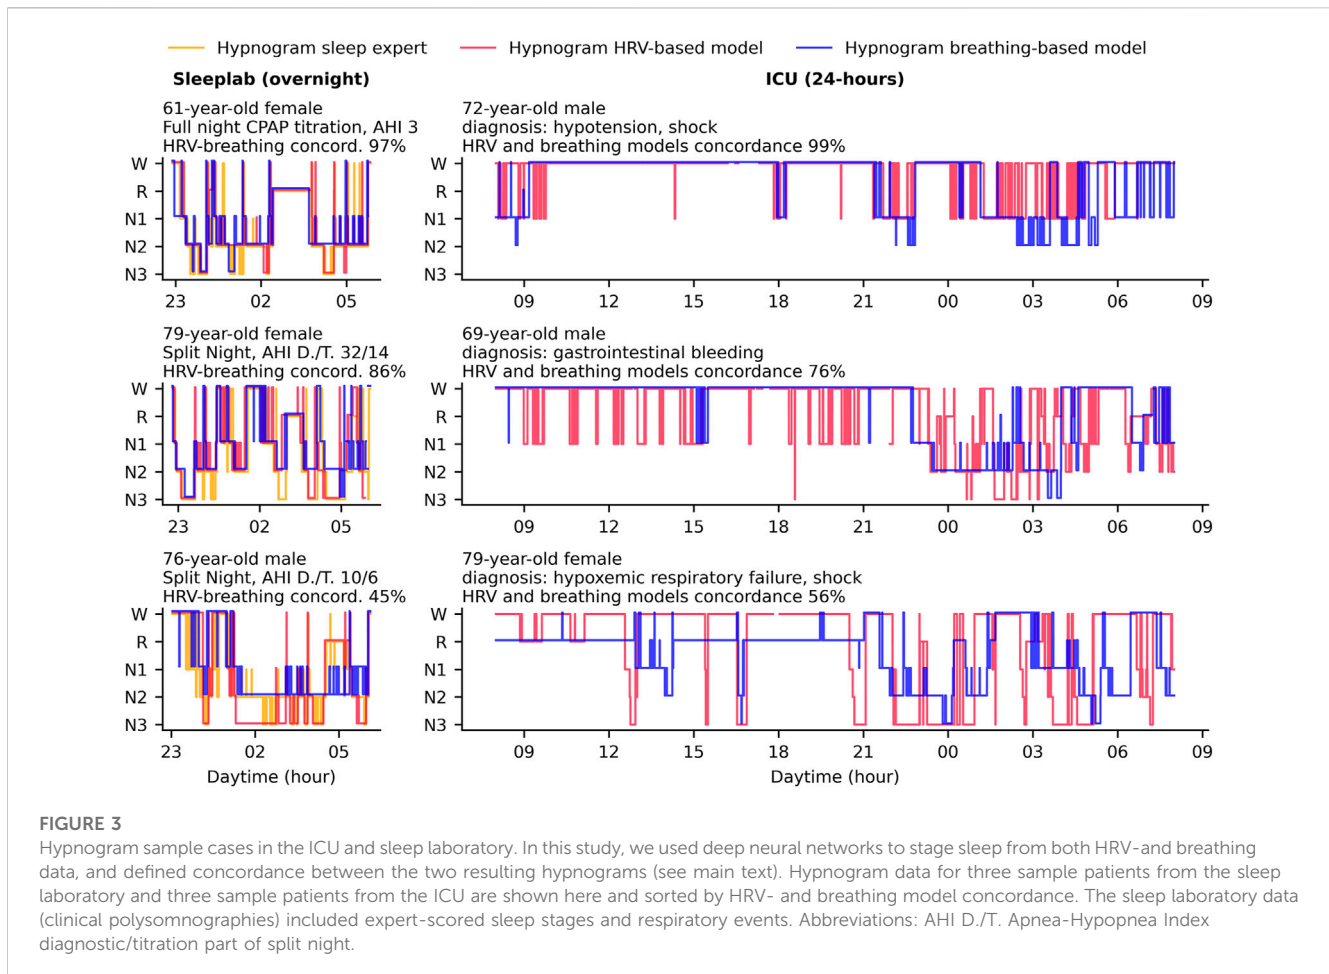 Hypnogram sleep expert Hypnogram HRV-based model Hypnogram breathing-based model
Sleeplab (overnight)
ICU (24-hours)
61-year-old female
Full night CPAP titration, AHI 3
HRV-breathing concord. 97%
W
R
N1
N2
N3
23 02 05
72-year-old male
diagnosis: hypotension, shock
HRV and breathing models concordance 99%
09 12 15 18 21 00 03 06 09
79-year-old female
Split Night, AHI D./T. 32/14
HRV-breathing concord. 86%
W
R
N1
N2
N3
23 02 05
69-year-old male
diagnosis: gastrointestinal bleeding
HRV and breathing models concordance 76%
W
R
N1
N2
N3
09 12 15 18 21 00 03 06 09
76-year-old male
Split Night, AHI D./T. 10/6
HRV-breathing concord. 45%
W
R
N1
N2
N3
23 02 05
Daytime (hour)
79-year-old female
diagnosis: hypoxemic respiratory failure, shock
HRV and breathing models concordance 56%
W
R
N1
N2
N3
09 12 15 18 21 00 03 06 09
Daytime (hour)
W
R
N1
N2
N3
FIGURE 3
Hypnogram sample cases in the ICU and sleep laboratory. In this study, we used deep neural networks to stage sleep from both HRV-and breathing
data, and defined concordance between the two resulting hypnograms (see main text). Hypnogram data for three sample patients from the sleep
laboratory and three sample patients from the ICU are shown here and sorted by HRV- and breathing model concordance. The sleep laboratory data
(clinical polysomnographies) included expert-scored sleep stages and respiratory events. Abbreviations: AHI D./T. Apnea-Hypopnea Index
diagnostic/titration part of split night.